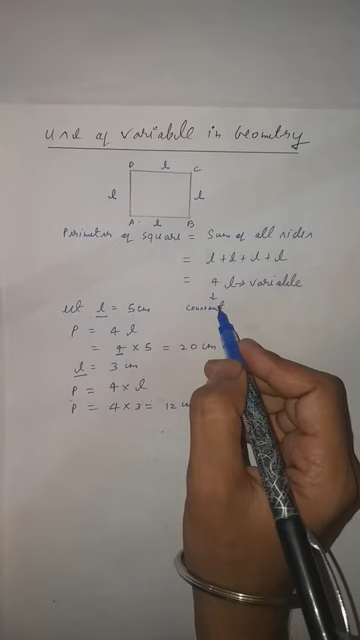 Use of variable in Geometry
D l C
l l
A l B
Perimeter of square = Sum of all sides
= l + l + l + l
= 4 l → variable
↓
let l = 5 cm constant
P = 4 l
= 4 × 5 = 20 cm
l = 3 cm
P = 4 × l
P = 4 × 3 = 12 cm